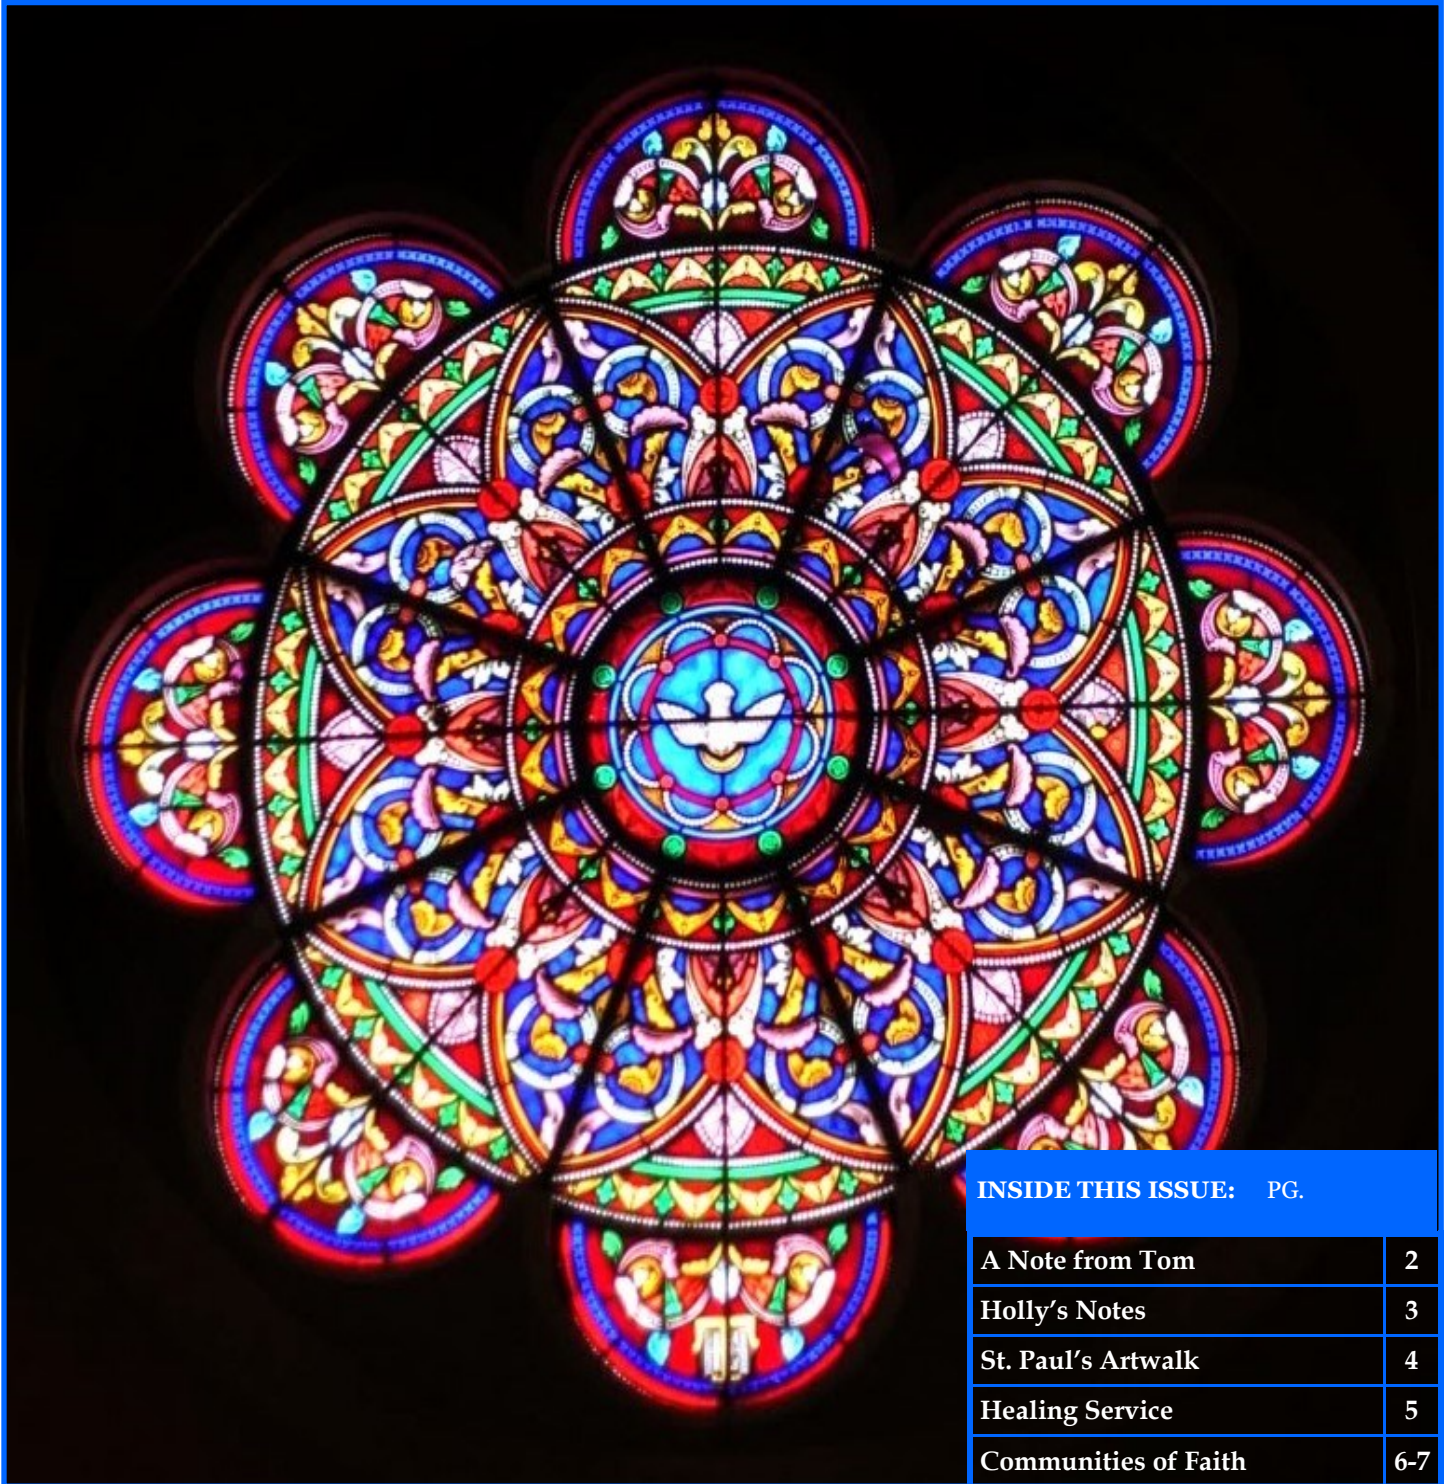 INSIDE THIS ISSUE: PG.
A Note from Tom 2
Holly’s Notes 3
St. Paul’s Artwalk 4
Healing Service 5
Communities of Faith 6-7